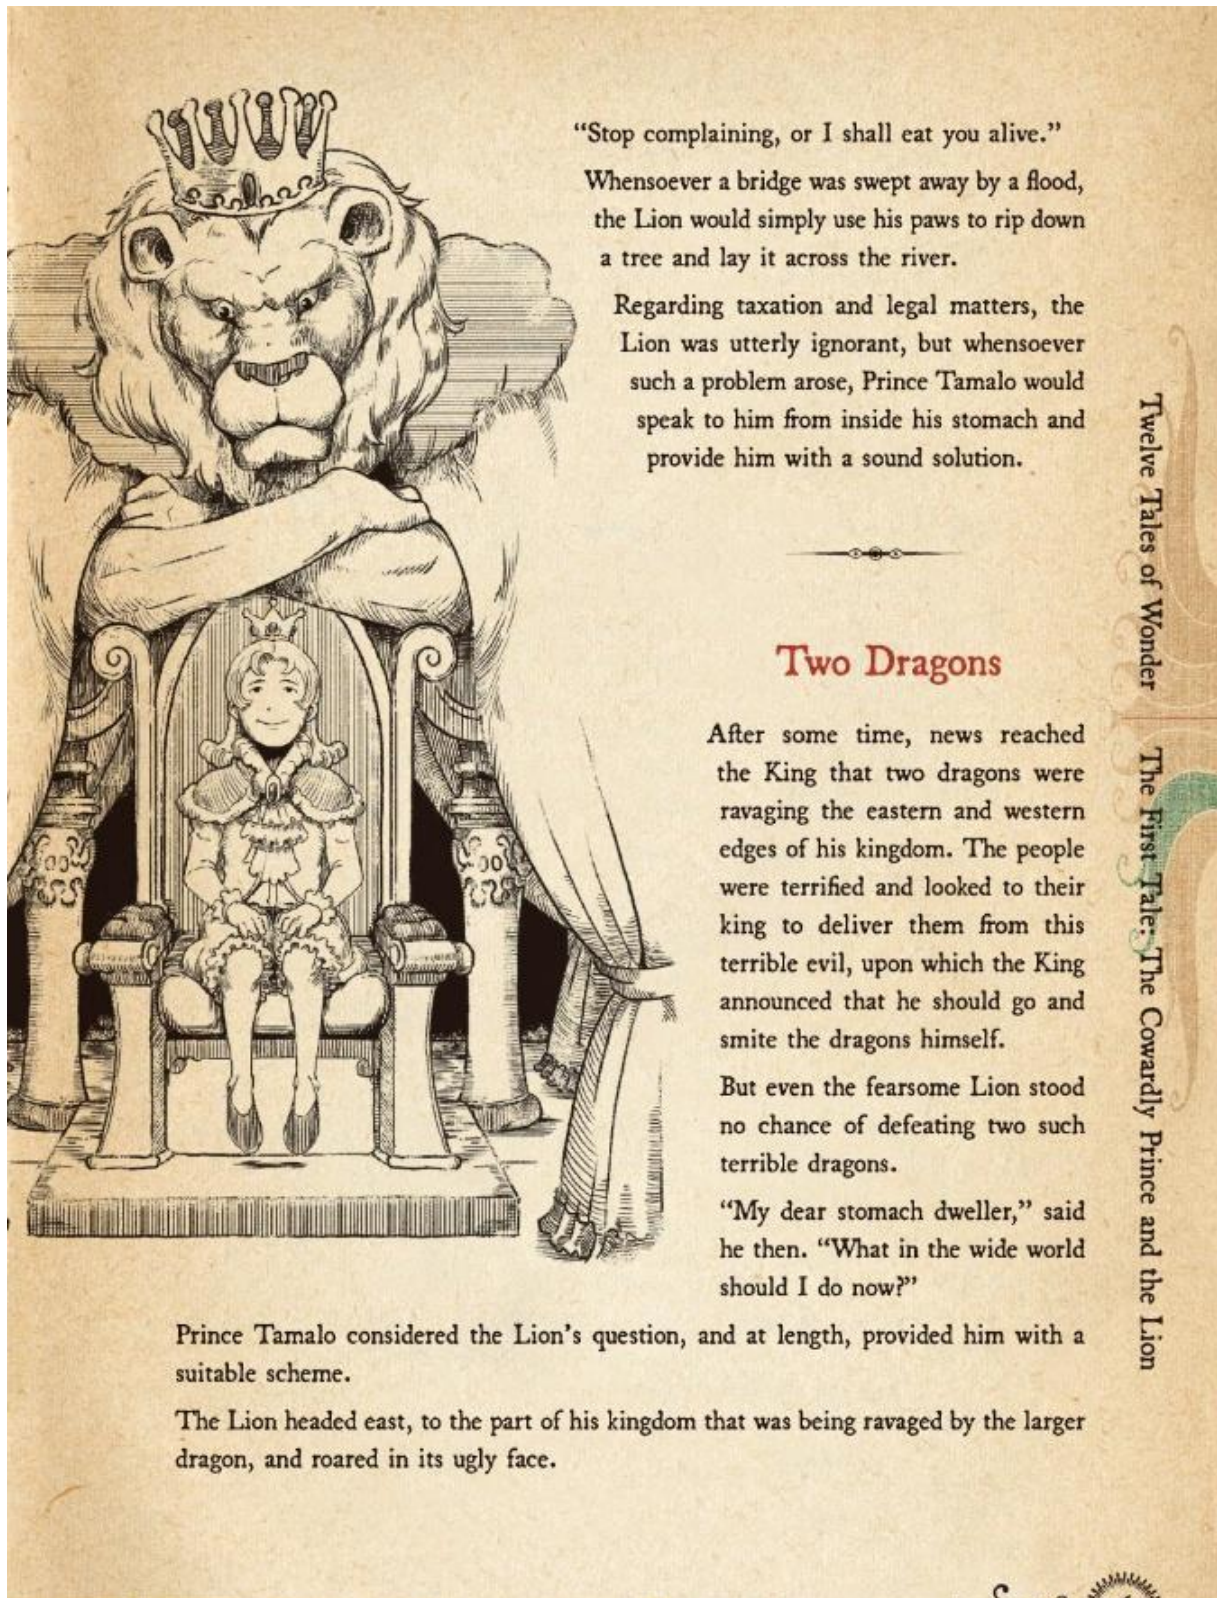 “Stop complaining, or I shall eat you alive.”
Whensoever a bridge was swept away by a flood,
the Lion would simply use his paws to rip down
a tree and lay it across the river.
Regarding taxation and legal matters, the
Lion was utterly ignorant, but whensoever
such a problem arose, Prince Tamalo would
speak to him from inside his stomach and
provide him with a sound solution.
Two Dragons
After some time, news reached
the King that two dragons were
ravaging the eastern and western
edges of his kingdom. The people
were terrified and looked to their
king to deliver them from this
terrible evil, upon which the King
announced that he should go and
smite the dragons himself.
But even the fearsome Lion stood
no chance of defeating two such
terrible dragons.
“My dear stomach dweller,” said
he then. “What in the wide world
should I do now?”
Prince Tamalo considered the Lion’s question, and at length, provided him with a
suitable scheme.
The Lion headed east, to the part of his kingdom that was being ravaged by the larger
dragon, and roared in its ugly face.
Twelve Tales of Wonder The First Tale: The Cowardly Prince and the Lion